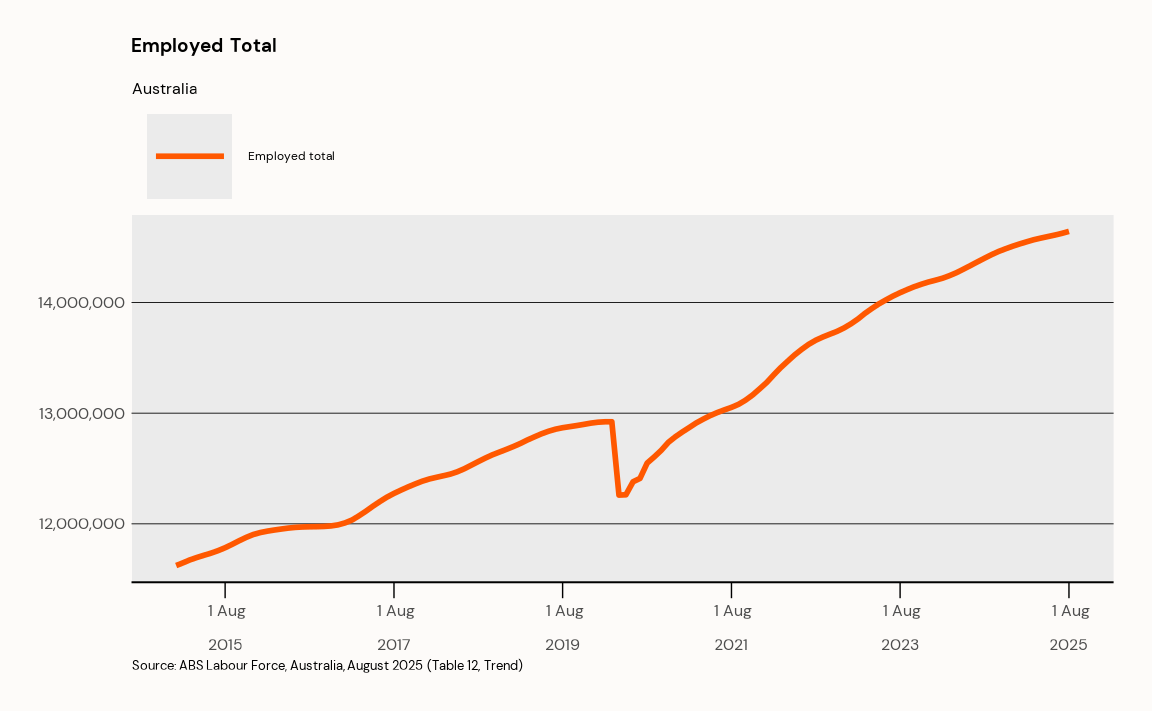 Employed Total
Australia
Employed total
14,000,000
13,000,000
12,000,000
1 Aug 1 Aug 1 Aug 1 Aug 1 Aug 1 Aug
2015 2017 2019 2021 2023 2025
Source: ABS Labour Force, Australia, August 2025 (Table 12, Trend)